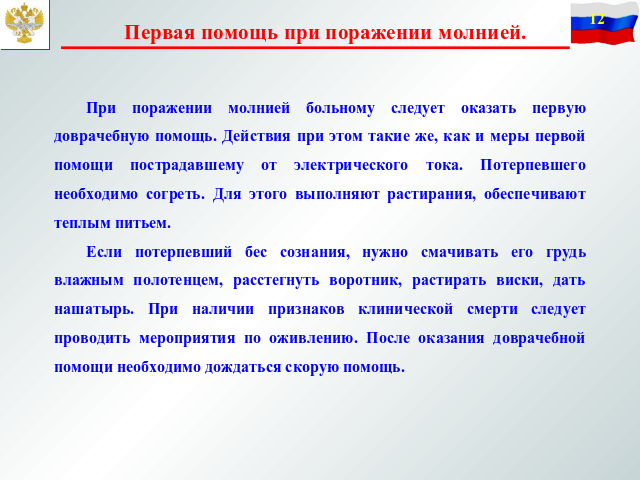 12
Первая помощь при поражении молнией.
При поражении молнией больному следует оказать первую
доврачебную помощь. Действия при этом такие же, как и меры первой
помощи пострадавшему от электрического тока. Потерпевшего
необходимо согреть. Для этого выполняют растирания, обеспечивают
теплым питьем.
Если потерпевший бес сознания, нужно смачивать его грудь
влажным полотенцем, расстегнуть воротник, растирать виски, дать
нашатырь. При наличии признаков клинической смерти следует
проводить мероприятия по оживлению. После оказания доврачебной
помощи необходимо дождаться скорую помощь.